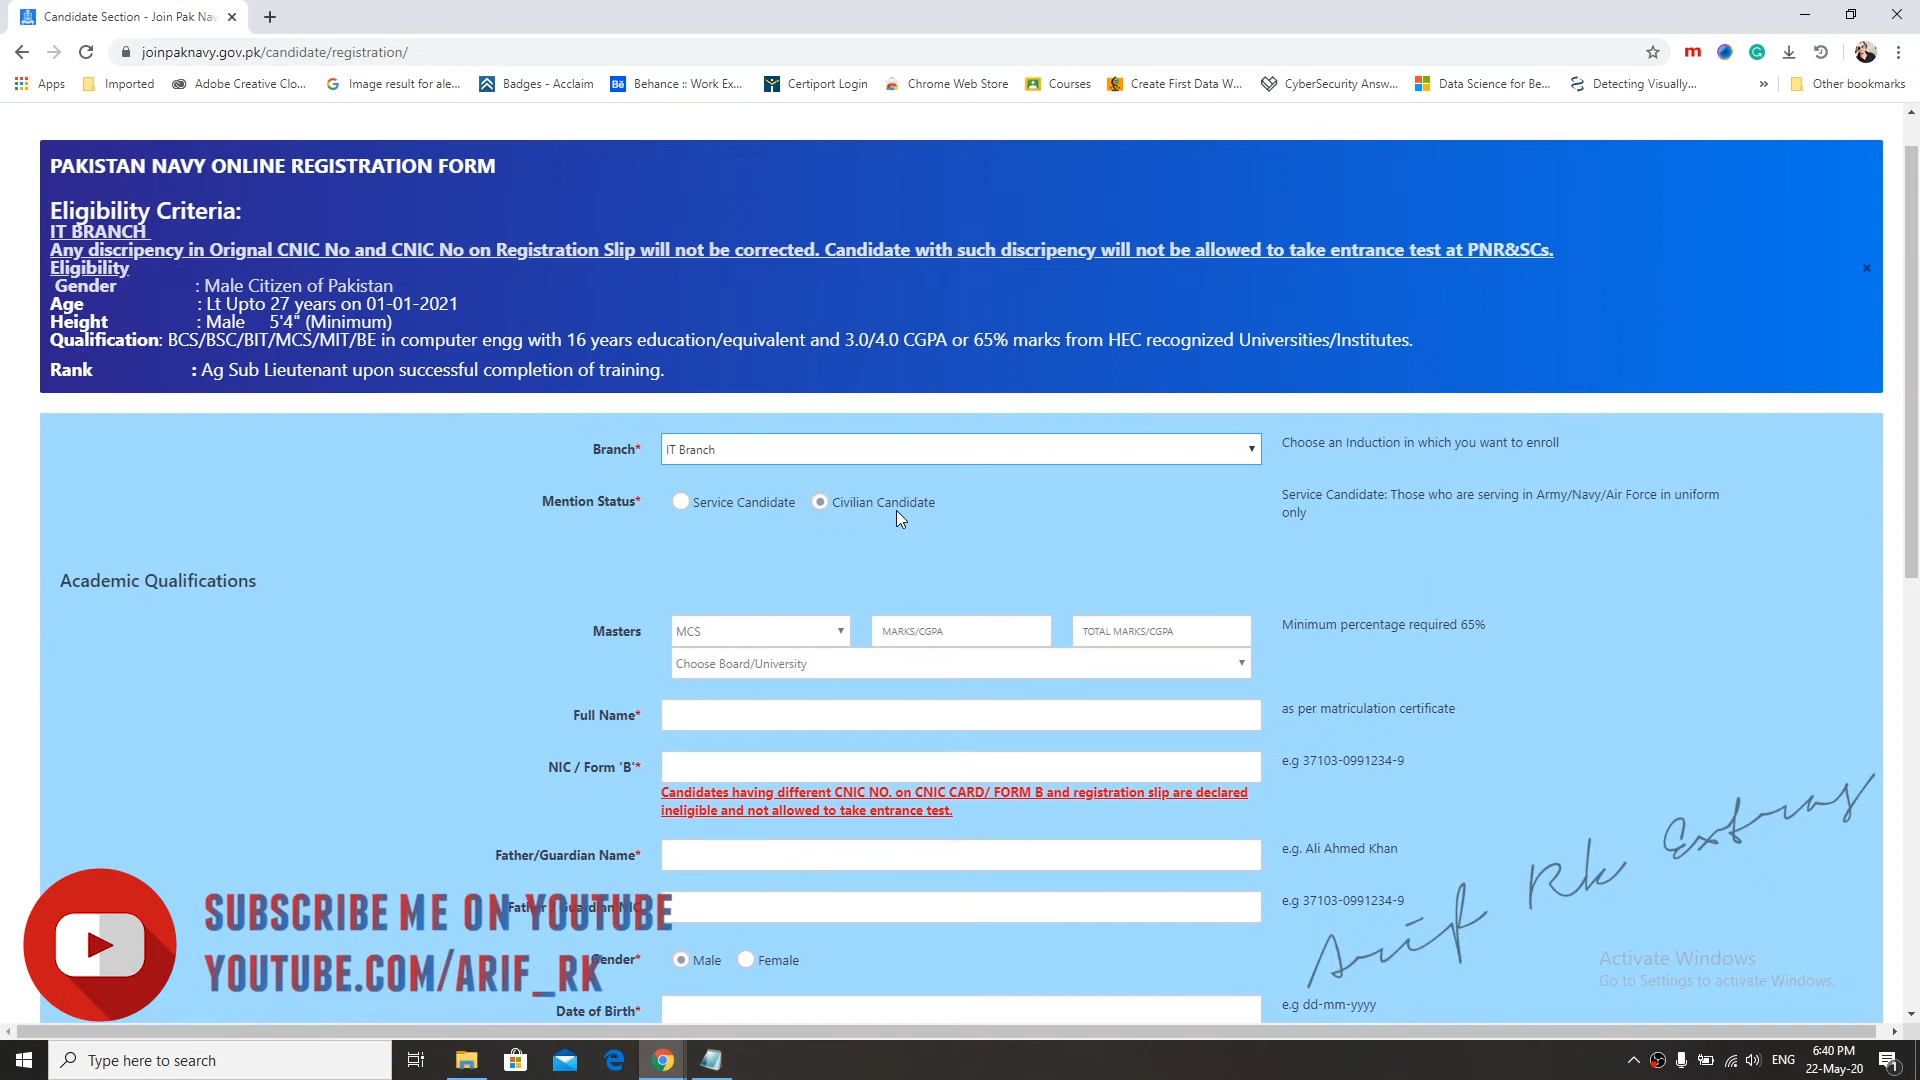 Candidate Section - Join Pak Nav
joinpaknavy.gov.pk/candidate/registration/
Apps Imported Adobe Creative Clo... Image result for ale... Badges - Acclaim Behance :: Work Ex... Certiport Login Chrome Web Store Courses Create First Data W... CyberSecurity Answ... Data Science for Be... Detecting Visually... » Other bookmarks
PAKISTAN NAVY ONLINE REGISTRATION FORM
Eligibility Criteria:
IT BRANCH
Any discripency in Orignal CNIC No and CNIC No on Registration Slip will not be corrected. Candidate with such discripency will not be allowed to take entrance test at PNR&SCs.
Eligibility
Gender : Male Citizen of Pakistan
Age : Lt Upto 27 years on 01-01-2021
Height : Male 5'4" (Minimum)
Qualification: BCS/BSC/BIT/MCS/MIT/BE in computer engg with 16 years education/equivalent and 3.0/4.0 CGPA or 65% marks from HEC recognized Universities/Institutes.
Rank : Ag Sub Lieutenant upon successful completion of training.
Branch* IT Branch Choose an Induction in which you want to enroll
Mention Status* Service Candidate Civilian Candidate Service Candidate: Those who are serving in Army/Navy/Air Force in uniform
only
Academic Qualifications
Masters MCS MARKS/CGPA TOTAL MARKS/CGPA Minimum percentage required 65%
Choose Board/University
Full Name* as per matriculation certificate
NIC / Form 'B'* e.g 37103-0991234-9
Candidates having different CNIC NO. on CNIC CARD/ FORM B and registration slip are declared
ineligible and not allowed to take entrance test.
Father/Guardian Name* e.g. Ali Ahmed Khan
Father / Guardian NIC e.g 37103-0991234-9
SUBSCRIBE ME ON YOUTUBE
YOUTUBE.COM/ARIF_RK
Arif Rk Extras
Gender* Male Female
Activate Windows
Go to Settings to activate Windows.
Date of Birth* e.g dd-mm-yyyy
Type here to search
ENG
6:40 PM
22-May-20
1